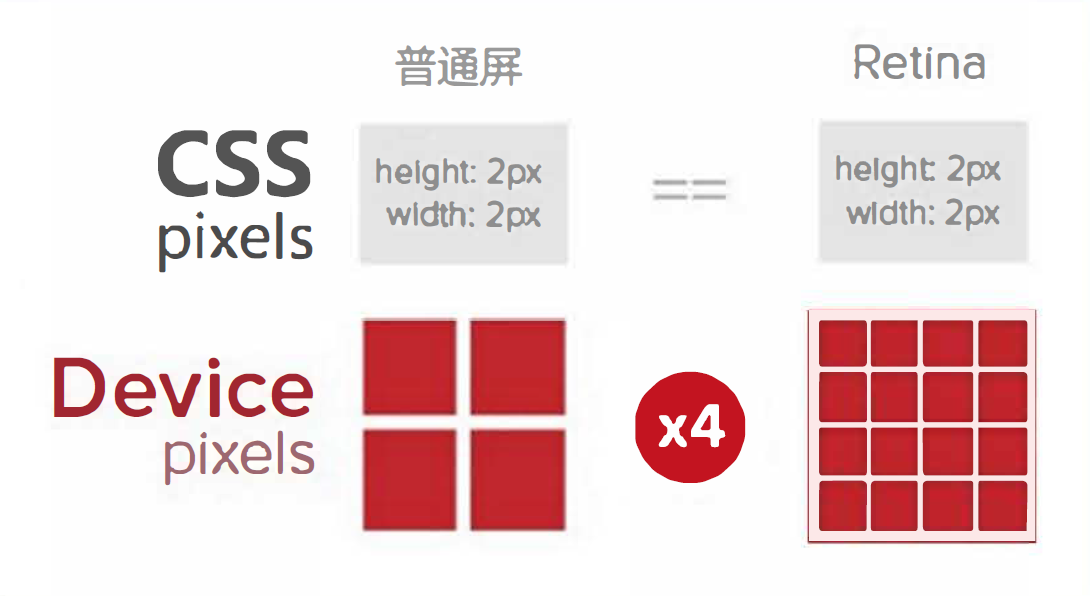 普通屏
Retina
CSS
pixels
height: 2px
width: 2px
==
height: 2px
width: 2px
Device
pixels
x4